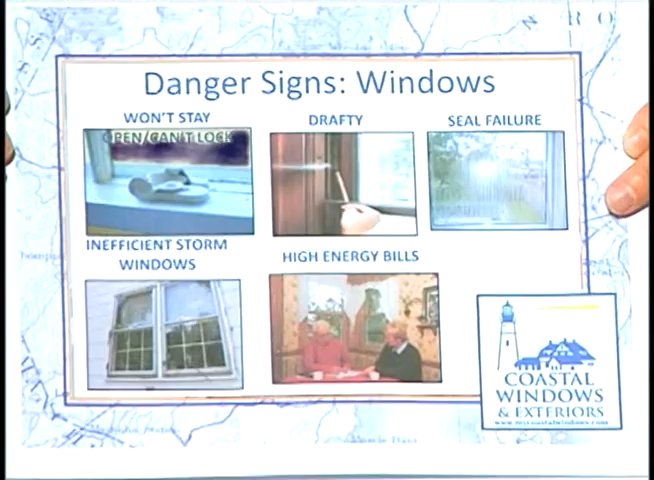 Danger Signs: Windows
WON'T STAY
OPEN/CAN'T LOCK
DRAFTY
SEAL FAILURE
INEFFICIENT STORM
WINDOWS
HIGH ENERGY BILLS
COASTAL
WINDOWS
& EXTERIORS